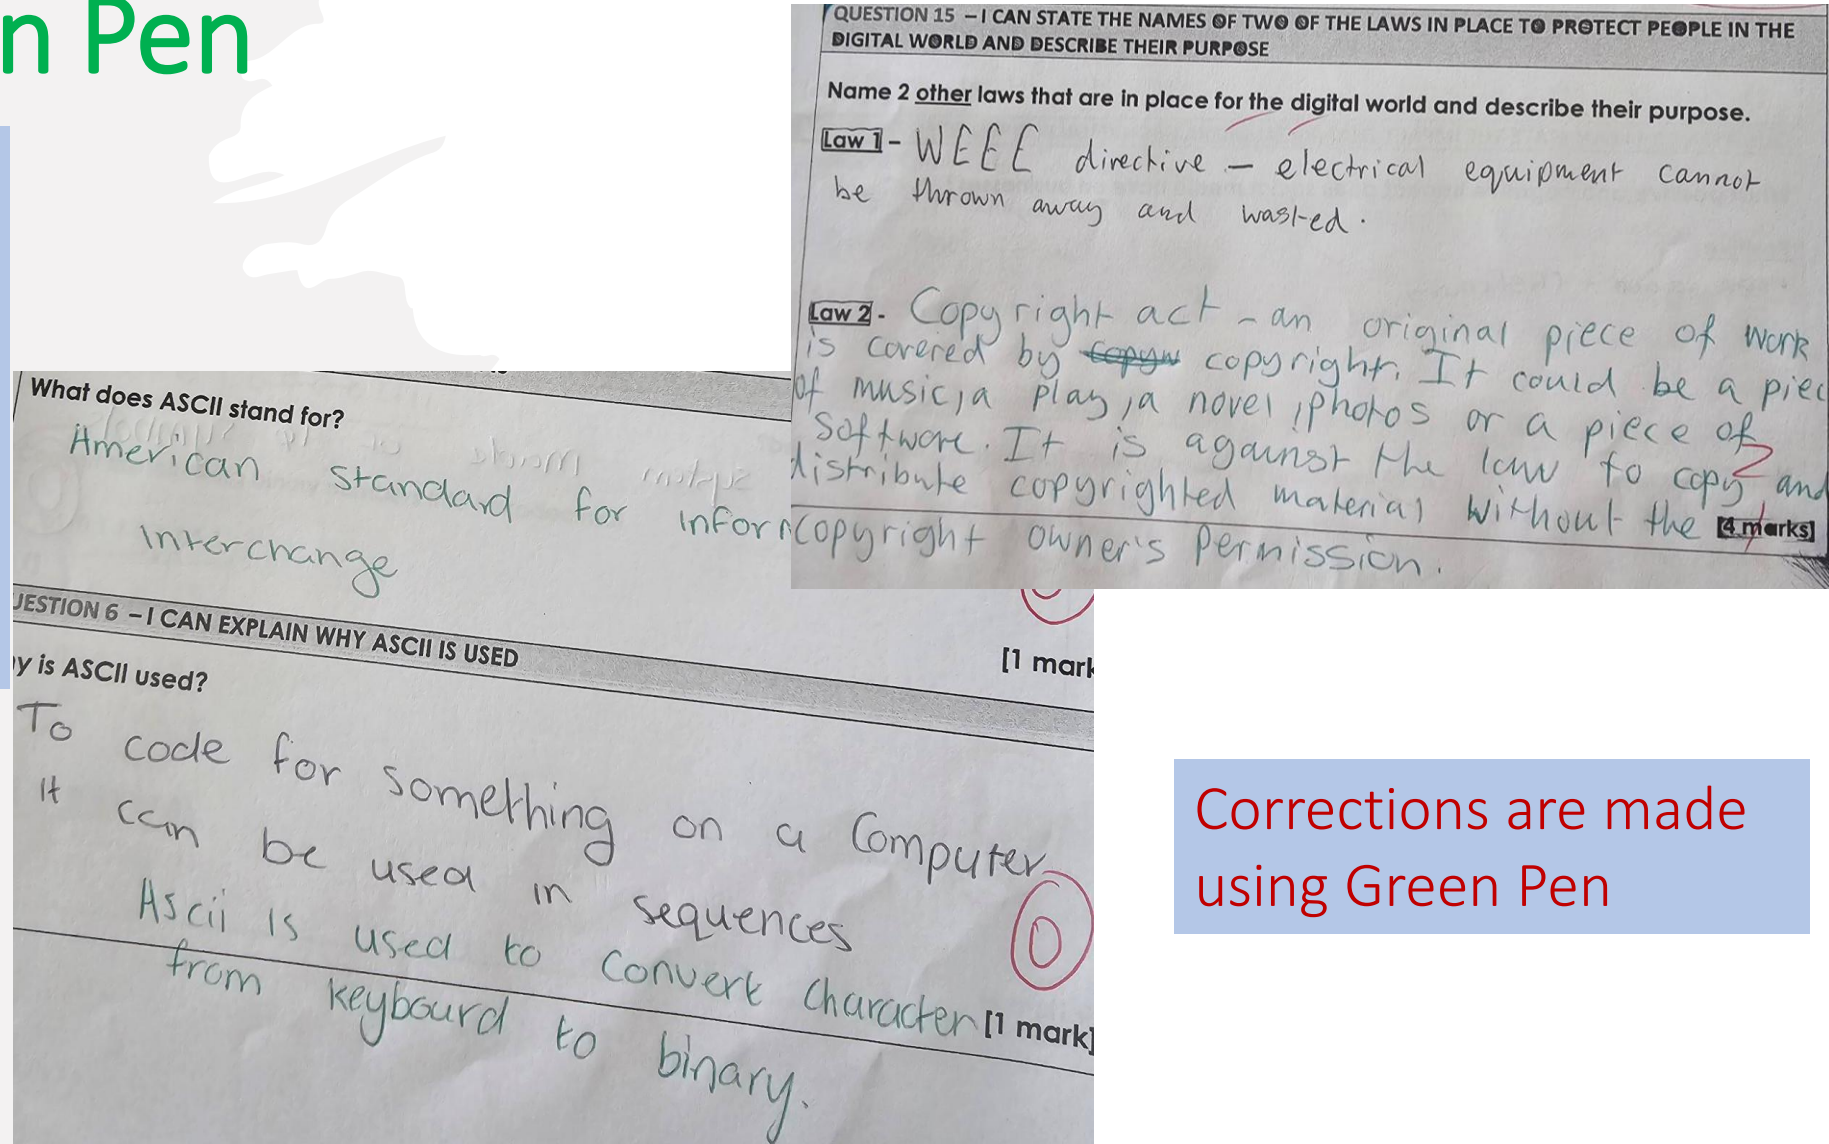 n Pen
QUESTION 15 – I CAN STATE THE NAMES OF TWO OF THE LAWS IN PLACE TO PROTECT PEOPLE IN THE
DIGITAL WORLD AND DESCRIBE THEIR PURPOSE
Name 2 other laws that are in place for the digital world and describe their purpose.
Law 1 - WEEE directive – electrical equipment cannot
be thrown away and wasted.
Law 2 - Copyright act - an original piece of work
is covered by copyright. It could be a piec
of music, a play, a novel, photos or a piece of
software. It is against the law to copy and
distribute copyrighted material without the
copyright owner's permission.
2
[4 marks]
What does ASCII stand for?
American standard for inforn
interchange
[1 mark
UESTION 6 – I CAN EXPLAIN WHY ASCII IS USED
y is ASCII used?
To code for something on a Computer
It can be used in sequences
0
Ascii is used to convert character
from keyboard to binary.
[1 mark]
Corrections are made
using Green Pen